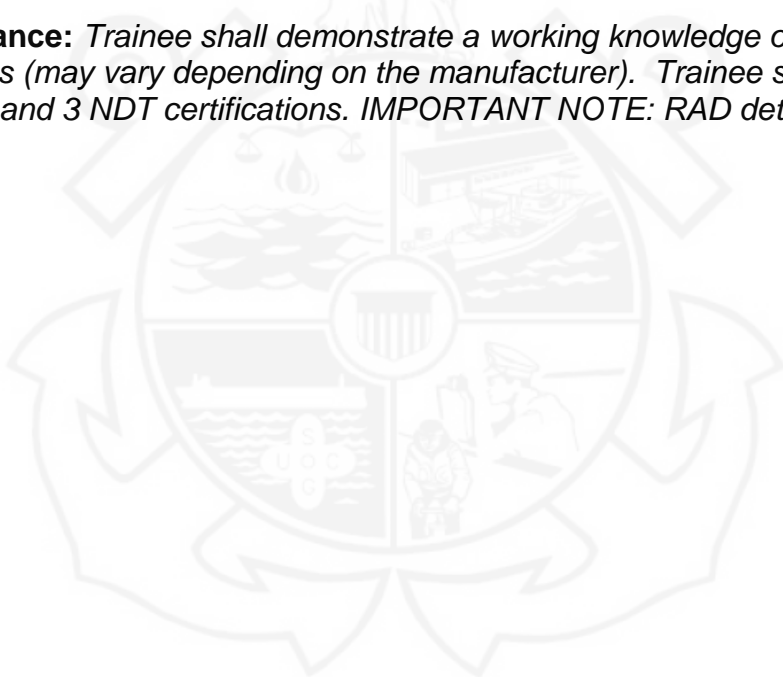 ance: Trainee shall demonstrate a working knowledge o
s (may vary depending on the manufacturer). Trainee s
and 3 NDT certifications. IMPORTANT NOTE: RAD det
S
U O C
G